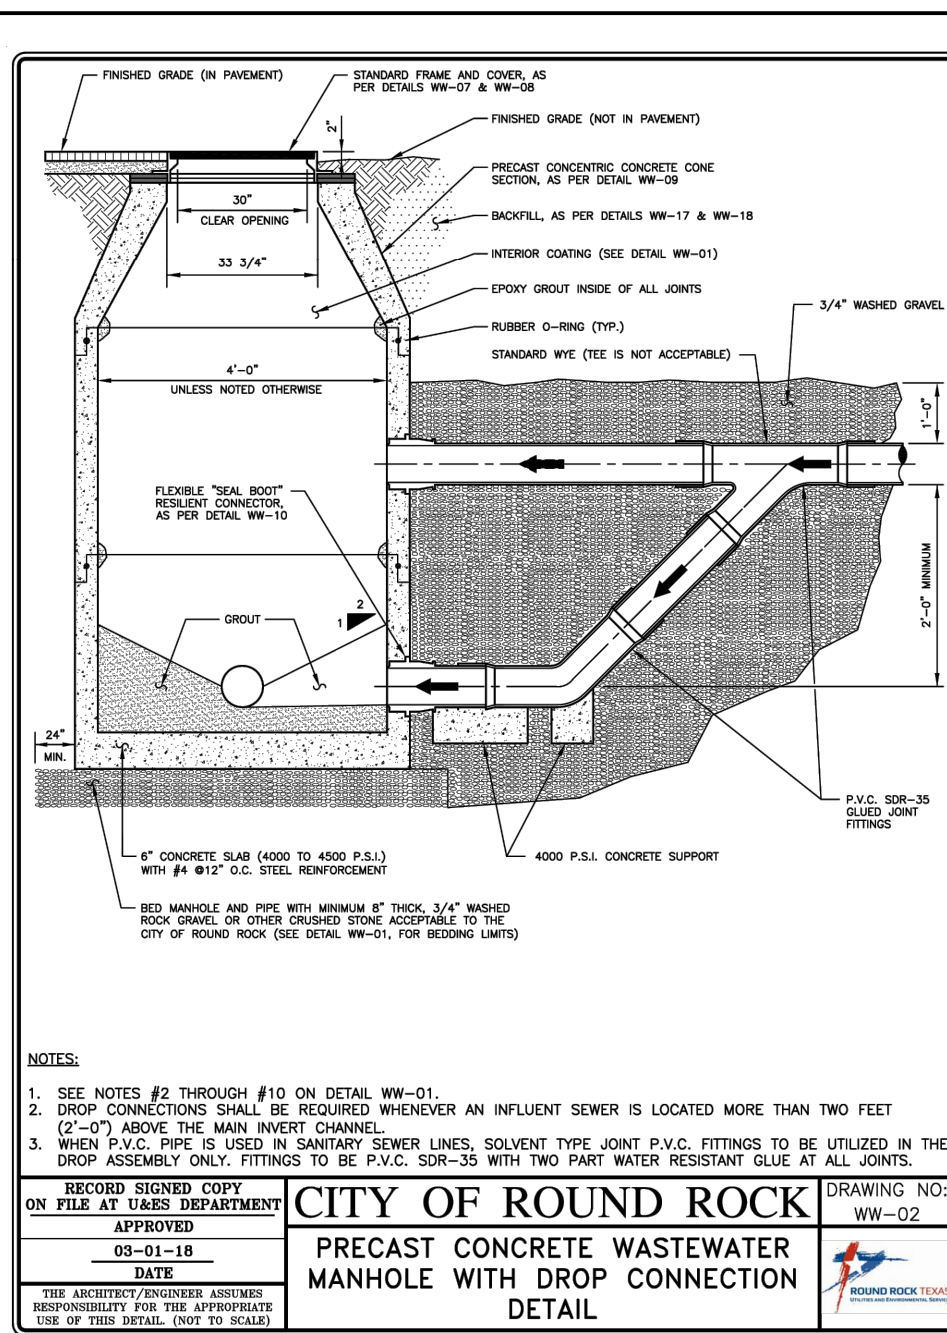 FINISHED GRADE (IN PAVEMENT)
STANDARD FRAME AND COVER, AS
PER DETAILS WW-07 & WW-08
2"
FINISHED GRADE (NOT IN PAVEMENT)
PRECAST CONCENTRIC CONCRETE CONE
SECTION, AS PER DETAIL WW-09
30"
CLEAR OPENING
BACKFILL, AS PER DETAILS WW-17 & WW-18
33 3/4"
INTERIOR COATING (SEE DETAIL WW-01)
EPOXY GROUT INSIDE OF ALL JOINTS
3/4" WASHED GRAVEL
RUBBER O-RING (TYP.)
STANDARD WYE (TEE IS NOT ACCEPTABLE)
4'-0"
UNLESS NOTED OTHERWISE
1'-0"
FLEXIBLE "SEAL BOOT"
RESILIENT CONNECTOR,
AS PER DETAIL WW-10
2'-0" MINIMUM
2
1
GROUT
24"
MIN.
P.V.C. SDR-35
GLUED JOINT
FITTINGS
6" CONCRETE SLAB (4000 TO 4500 P.S.I.)
WITH #4 @12" O.C. STEEL REINFORCEMENT
4000 P.S.I. CONCRETE SUPPORT
BED MANHOLE AND PIPE WITH MINIMUM 8" THICK, 3/4" WASHED
ROCK GRAVEL OR OTHER CRUSHED STONE ACCEPTABLE TO THE
CITY OF ROUND ROCK (SEE DETAIL WW-01, FOR BEDDING LIMITS)
NOTES:
1. SEE NOTES #2 THROUGH #10 ON DETAIL WW-01.
2. DROP CONNECTIONS SHALL BE REQUIRED WHENEVER AN INFLUENT SEWER IS LOCATED MORE THAN TWO FEET
(2'-0") ABOVE THE MAIN INVERT CHANNEL.
3. WHEN P.V.C. PIPE IS USED IN SANITARY SEWER LINES, SOLVENT TYPE JOINT P.V.C. FITTINGS TO BE UTILIZED IN THE
DROP ASSEMBLY ONLY. FITTINGS TO BE P.V.C. SDR-35 WITH TWO PART WATER RESISTANT GLUE AT ALL JOINTS.
RECORD SIGNED COPY
ON FILE AT U&ES DEPARTMENT
APPROVED
03-01-18
DATE
THE ARCHITECT/ENGINEER ASSUMES
RESPONSIBILITY FOR THE APPROPRIATE
USE OF THIS DETAIL. (NOT TO SCALE)
CITY OF ROUND ROCK
PRECAST CONCRETE WASTEWATER
MANHOLE WITH DROP CONNECTION
DETAIL
DRAWING NO:
WW-02
ROUND ROCK TEXAS
UTILITIES AND ENVIRONMENTAL SERVICES